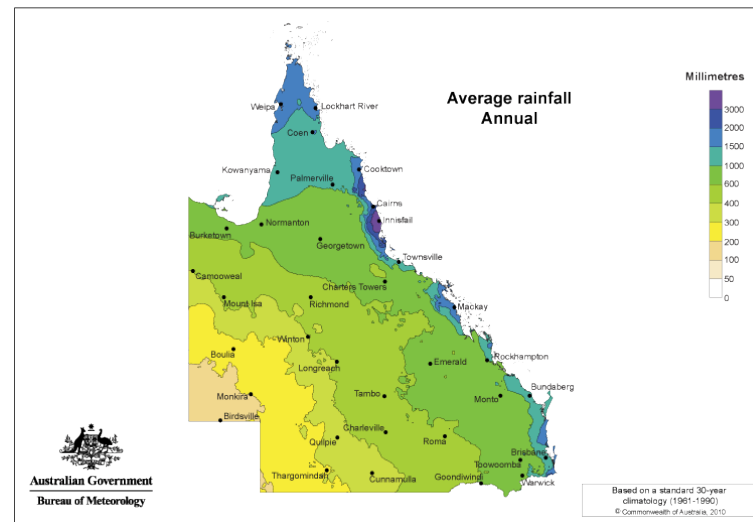 Average rainfall
Annual
Millimetres
3000
2000
1500
1000
600
400
300
200
100
50
0
Weipa
Lockhart River
Coen
Kowanyama
Cooktown
Palmerville
Cairns
Innisfail
Normanton
Burketown
Georgetown
Townsville
Camooweal
Charters Towers
Mount Isa
Richmond
Mackay
Winton
Boulia
Longreach
Emerald
Rockhampton
Monkira
Tambo
Monto
Bundaberg
Birdsville
Charleville
Quilpie
Roma
Brisbane
Toowoomba
Thargomindah
Cunnamulla
Goondiwindi
Warwick
Australian Government
Bureau of Meteorology
Based on a standard 30-year
climatology (1961-1990)
© Commonwealth of Australia, 2010